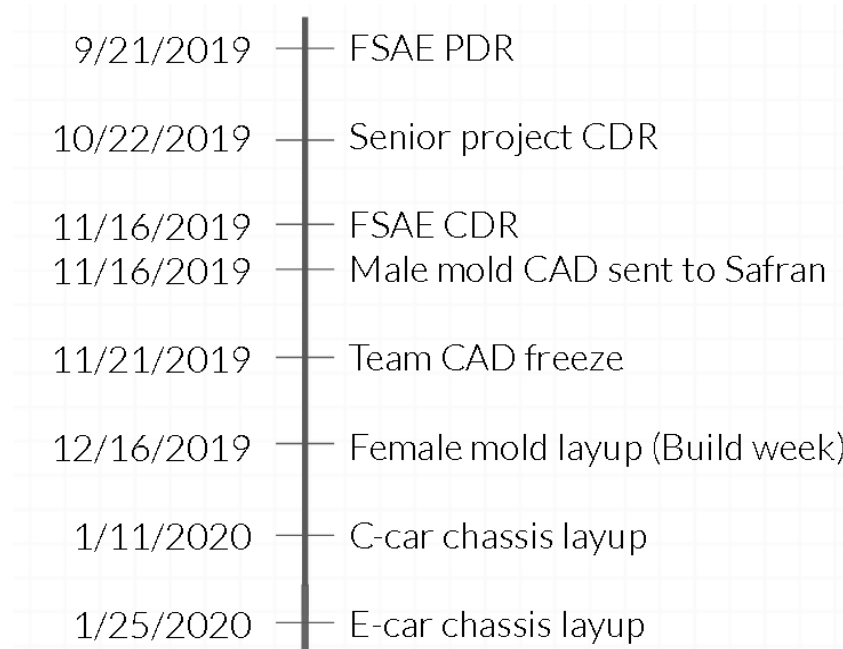 9/21/2019 FSAE PDR
10/22/2019 Senior project CDR
11/16/2019 FSAE CDR
11/16/2019 Male mold CAD sent to Safran
11/21/2019 Team CAD freeze
12/16/2019 Female mold layup (Build week)
1/11/2020 C-car chassis layup
1/25/2020 E-car chassis layup